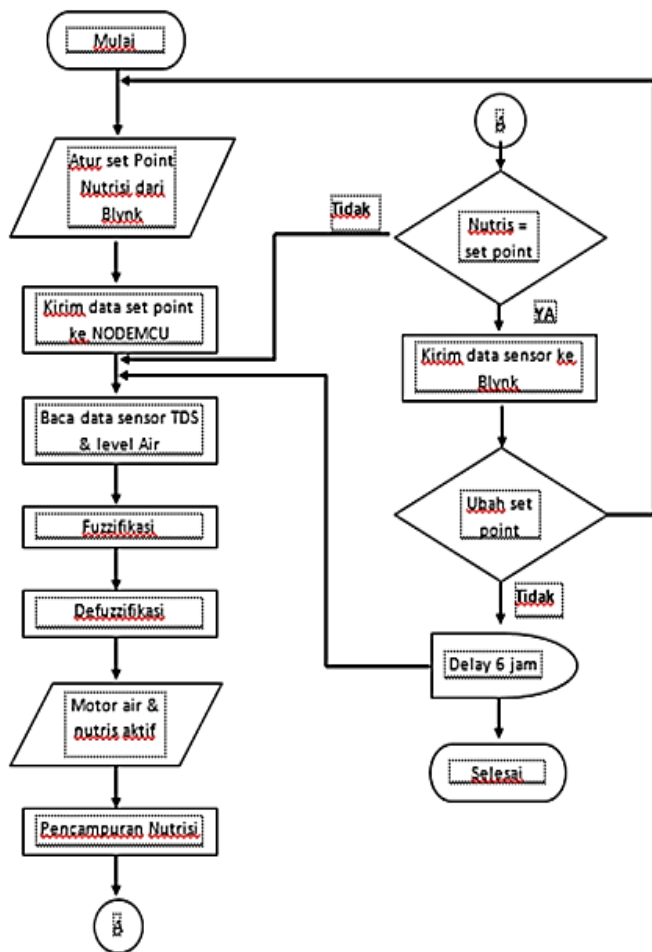 Mulai
Atur set Point
Nutrisi dari
Blynk
Kirim data set point
ke NODEMCU
Baca data sensor TDS
& level Air
Fuzzifikasi
Defuzzifikasi
Motor air &
nutris aktif
Pencampuran Nutrisi
Nutris =
set point
Tidak
YA
Kirim data sensor ke
Blynk
Ubah set
point
Tidak
Delay 6 jam
Selesai